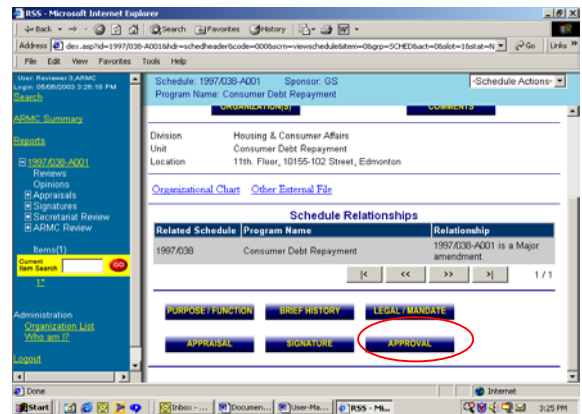 RSS - Microsoft Internet Explorer
Back Search Favorites History
Address dex.asp?id=1997/038-A001&hdr=schedheader&code=000&scrn=viewschedule&item=0&grp=SCHED&act=0&slot=1&stat=N Go Links »
File Edit View Favorites Tools Help
User: Reviewer 3,ARMC
Login: 05/06/2003 3:26:18 PM
Search
ARMC Summary
Reports
1997/038-A001
Reviews
Opinions
Appraisals
Signatures
Secretariat Review
ARMC Review
Items(1)
Current
Item Search GO
1*
Administration
Organization List
Who am I?
Logout
Schedule: 1997/038-A001 Sponsor: GS -Schedule Actions-
Program Name: Consumer Debt Repayment
ORGANIZATION(S) COMMENTS
Division Housing & Consumer Affairs
Unit Consumer Debt Repayment
Location 11th. Floor, 10155-102 Street, Edmonton
Organizational Chart Other External File
Schedule Relationships
Related Schedule Program Name Relationship
1997/038 Consumer Debt Repayment 1997/038-A001 is a Major
amendment.
|< << >> >| 1 / 1
PURPOSE / FUNCTION BRIEF HISTORY LEGAL / MANDATE
APPRAISAL SIGNATURE APPROVAL
Done Internet
Start Inbox - ... Documen... User-Ma... RSS - Mi... 3:25 PM